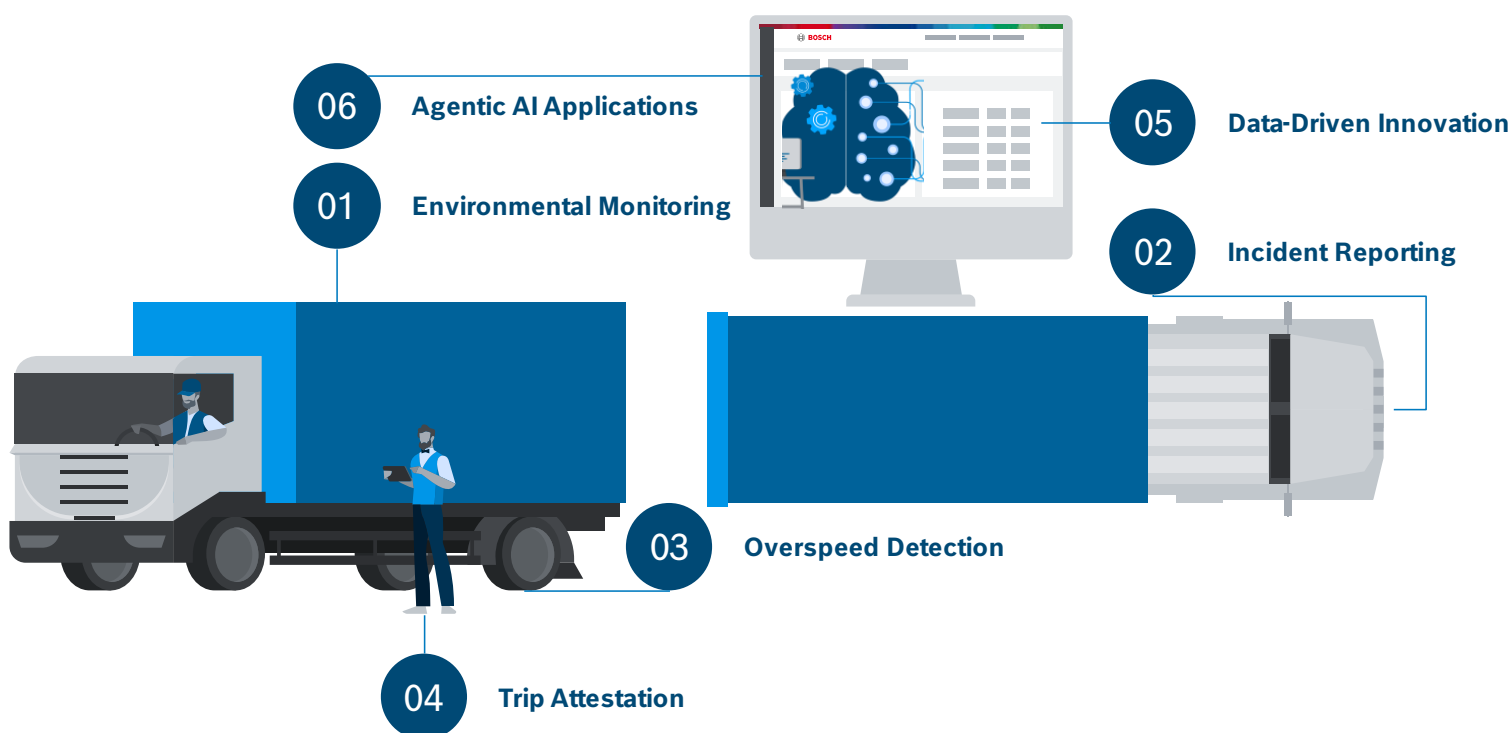 BOSCH
06
Agentic AI Applications
05
Data-Driven Innovation
01
Environmental Monitoring
02
Incident Reporting
03
Overspeed Detection
04
Trip Attestation